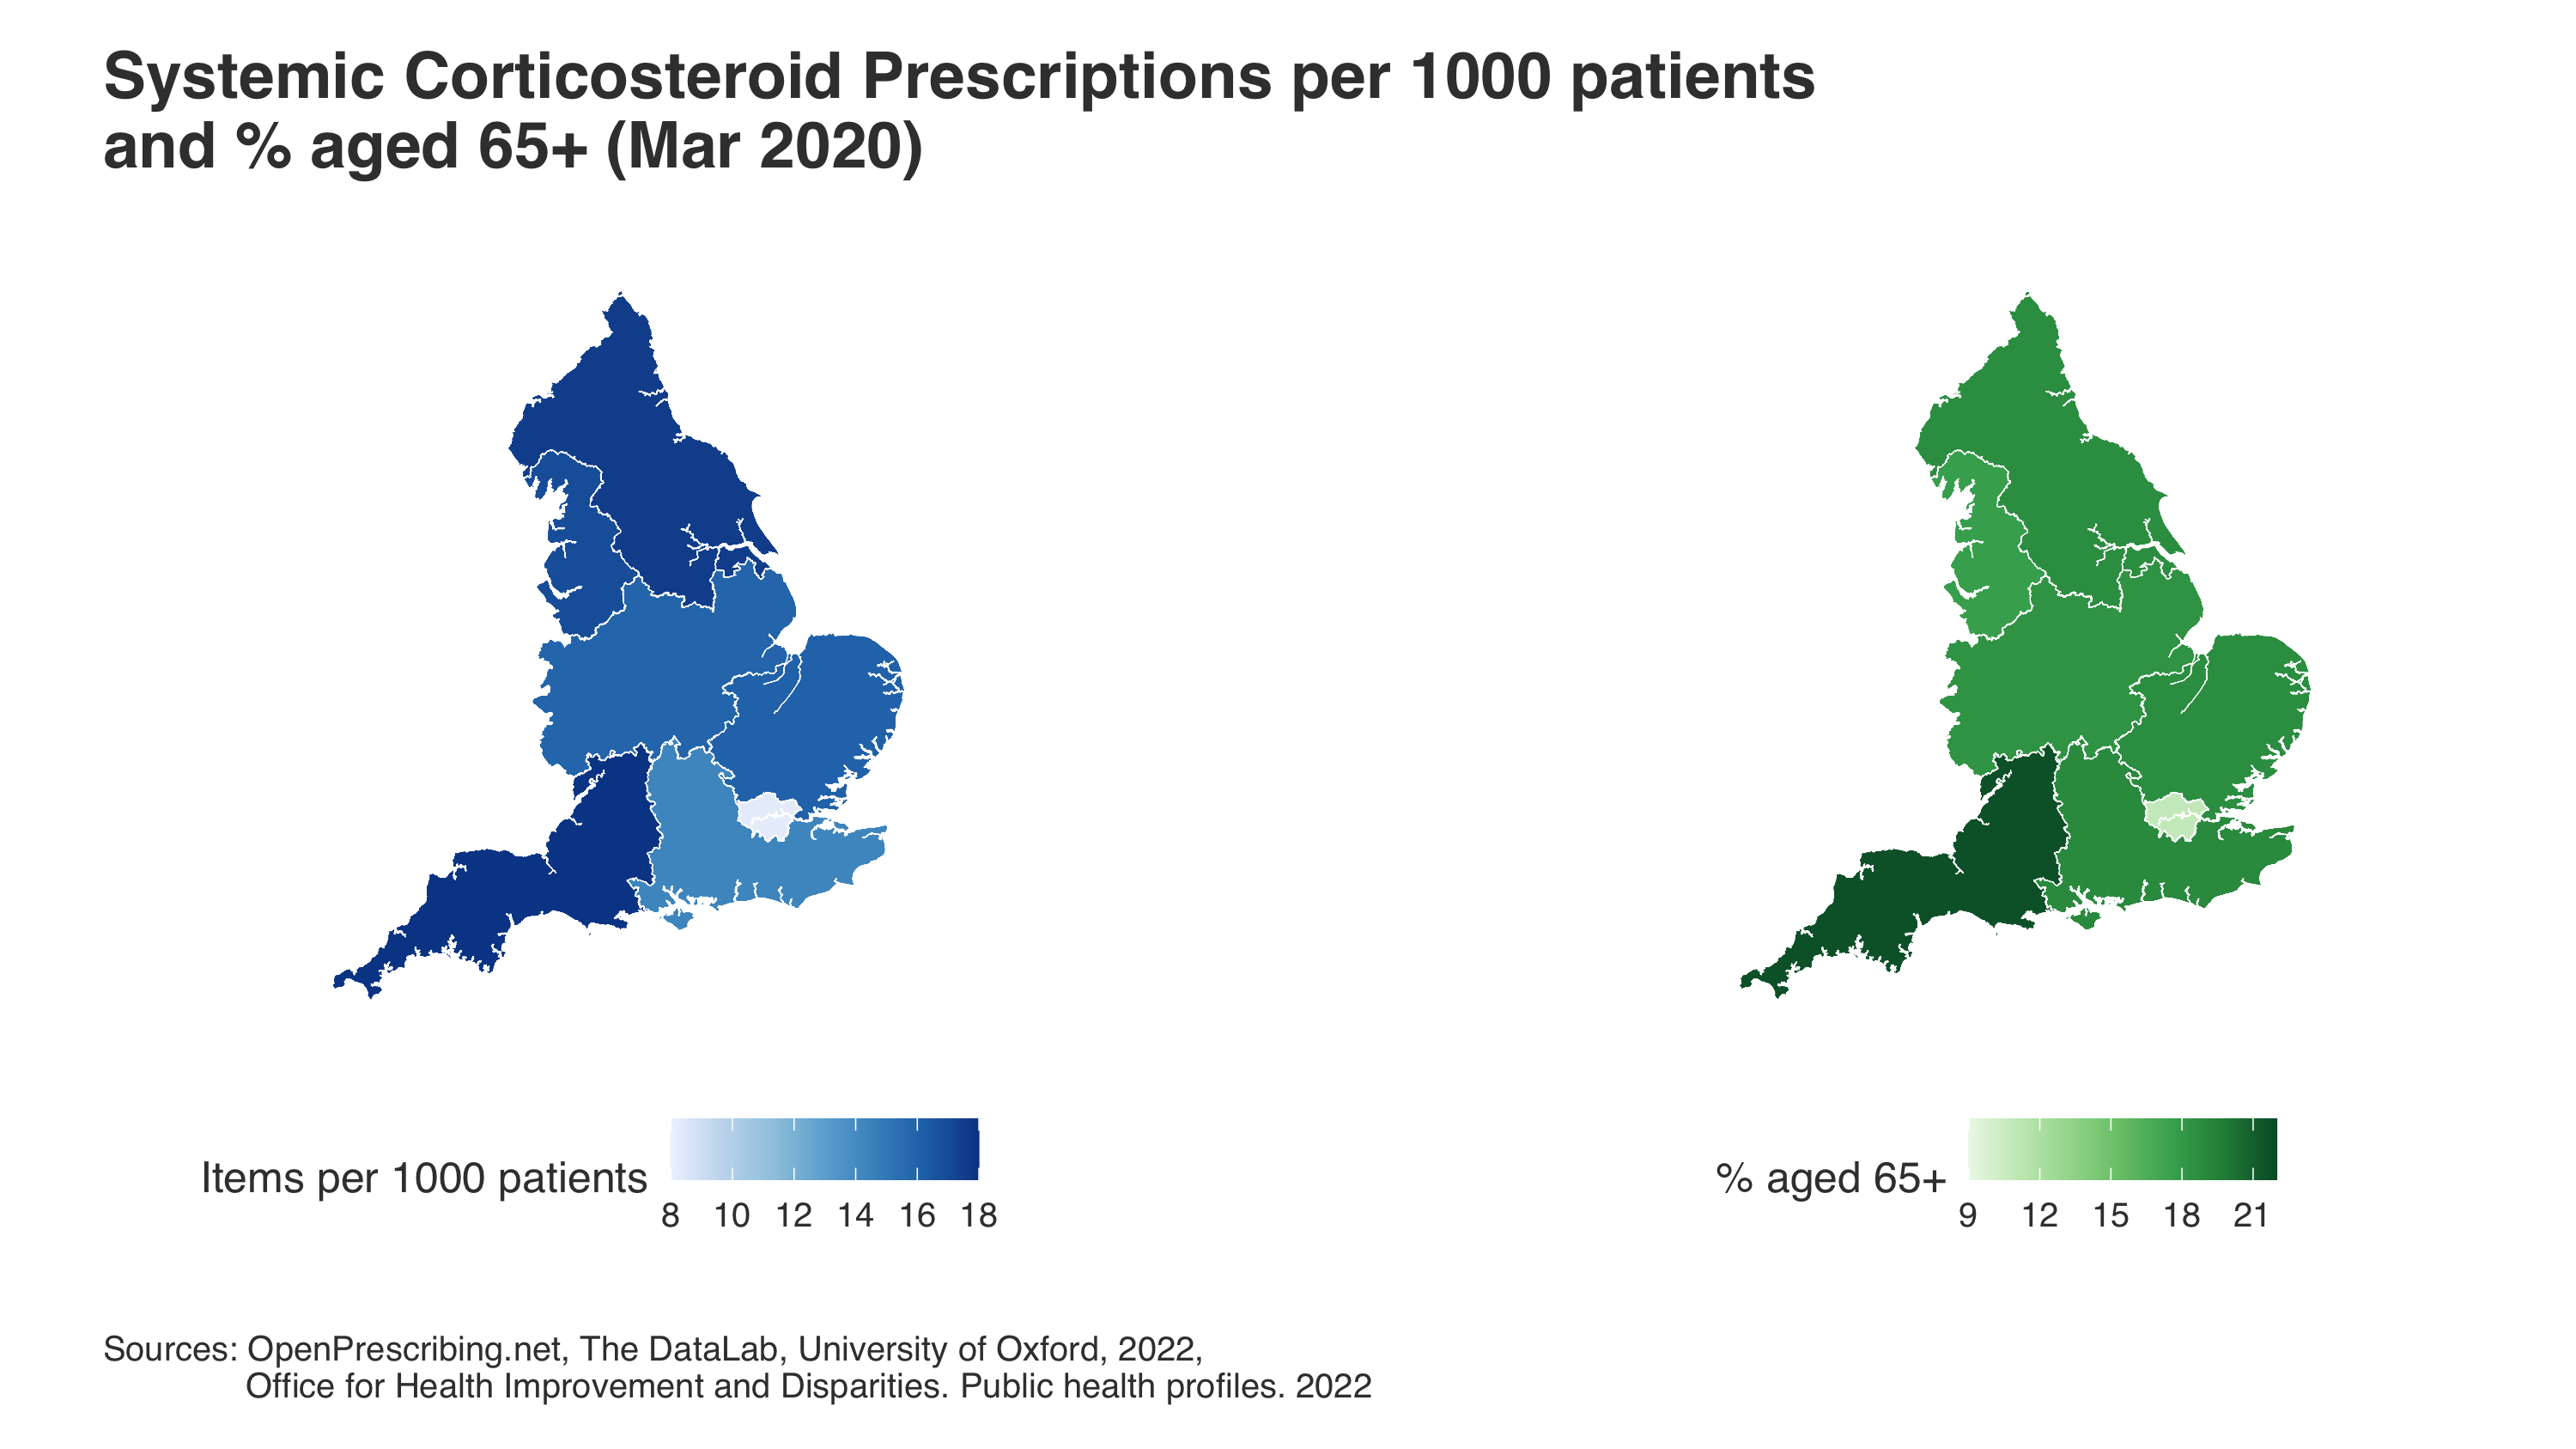 Systemic Corticosteroid Prescriptions per 1000 patients
and % aged 65+ (Mar 2020)
Items per 1000 patients
8 10 12 14 16 18
% aged 65+
9 12 15 18 21
Sources: OpenPrescribing.net, The DataLab, University of Oxford, 2022,
Office for Health Improvement and Disparities. Public health profiles. 2022